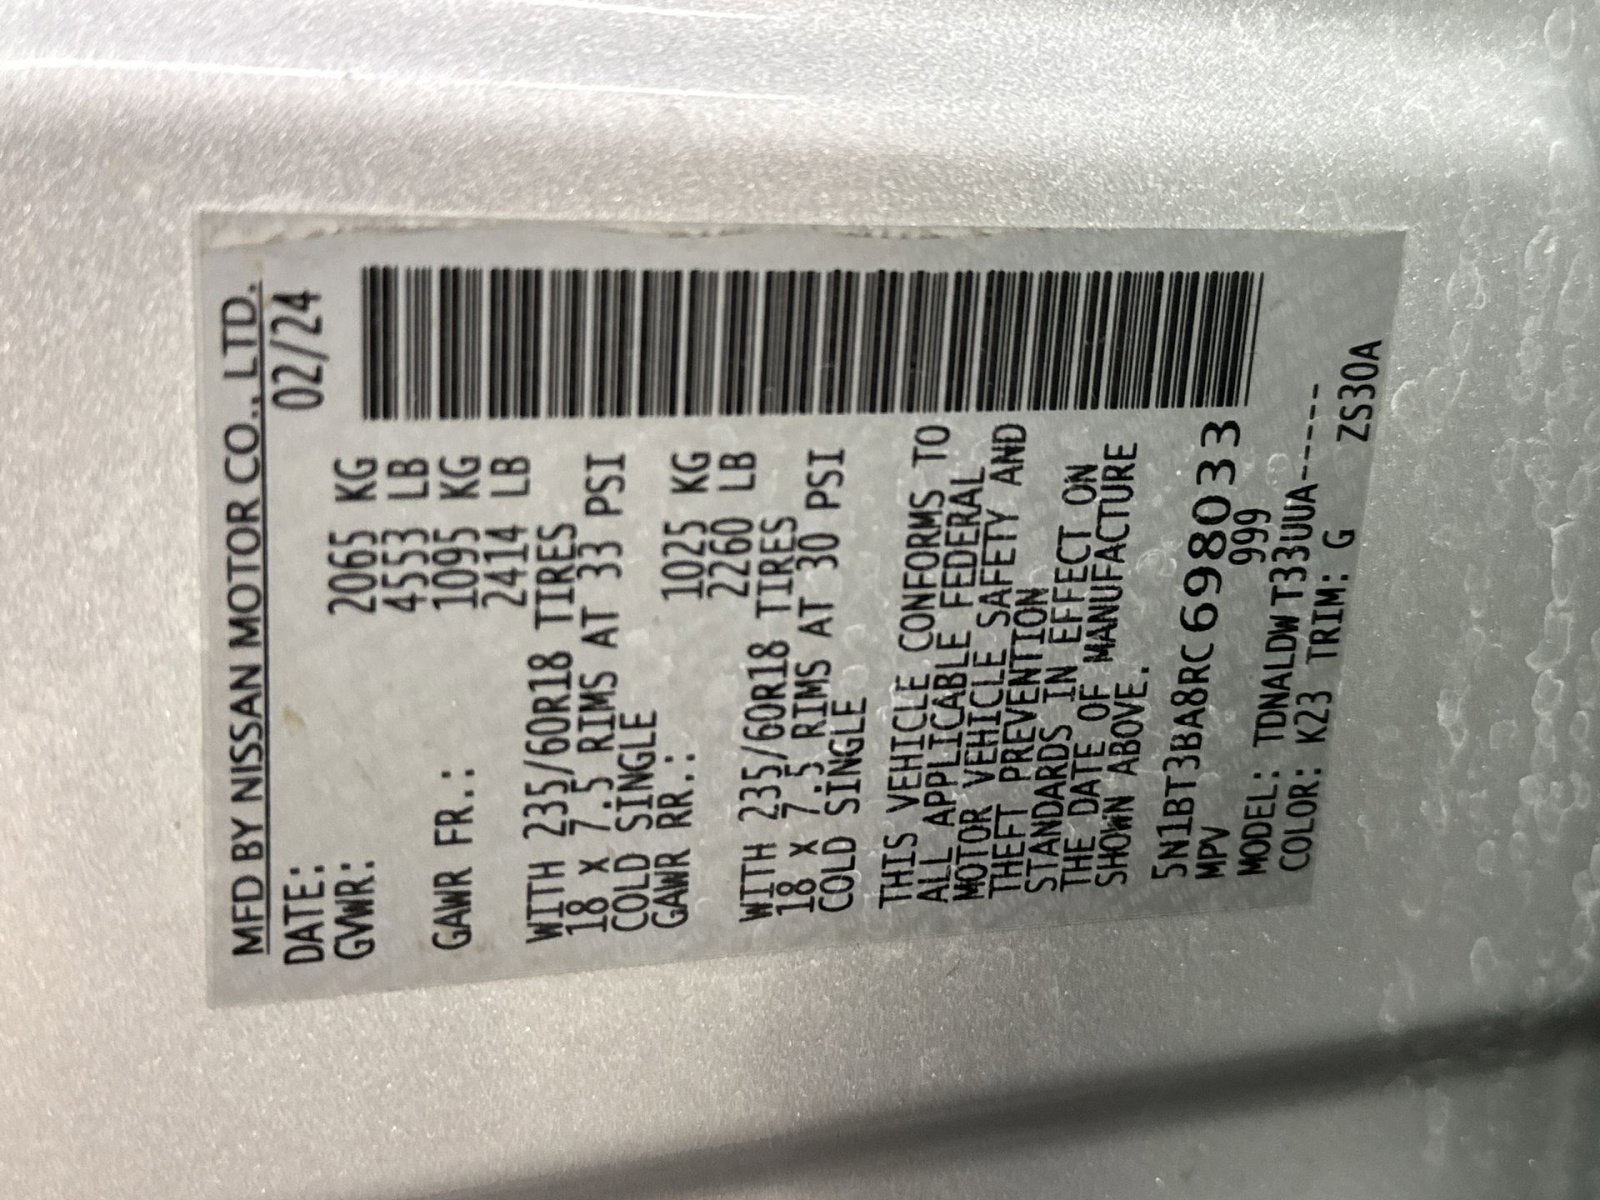 MFD BY NISSAN MOTOR CO., LTD.
DATE: 02/24
GVWR: 2065 KG
4553 LB
GAWR FR.: 1095 KG
2414 LB
WITH 235/60R18 TIRES
18 X 7.5 RIMS AT 33 PSI
COLD SINGLE
GAWR RR.: 1025 KG
2260 LB
WITH 235/60R18 TIRES
18 X 7.5 RIMS AT 30 PSI
COLD SINGLE
THIS VEHICLE CONFORMS TO
ALL APPLICABLE FEDERAL
MOTOR VEHICLE SAFETY AND
THEFT PREVENTION
STANDARDS IN EFFECT ON
THE DATE OF MANUFACTURE
SHOWN ABOVE.
5N1BT3BA8RC698033
MPV 999
MODEL: TDNALDWT33UUA-----
COLOR: K23 TRIM: G ZS30A